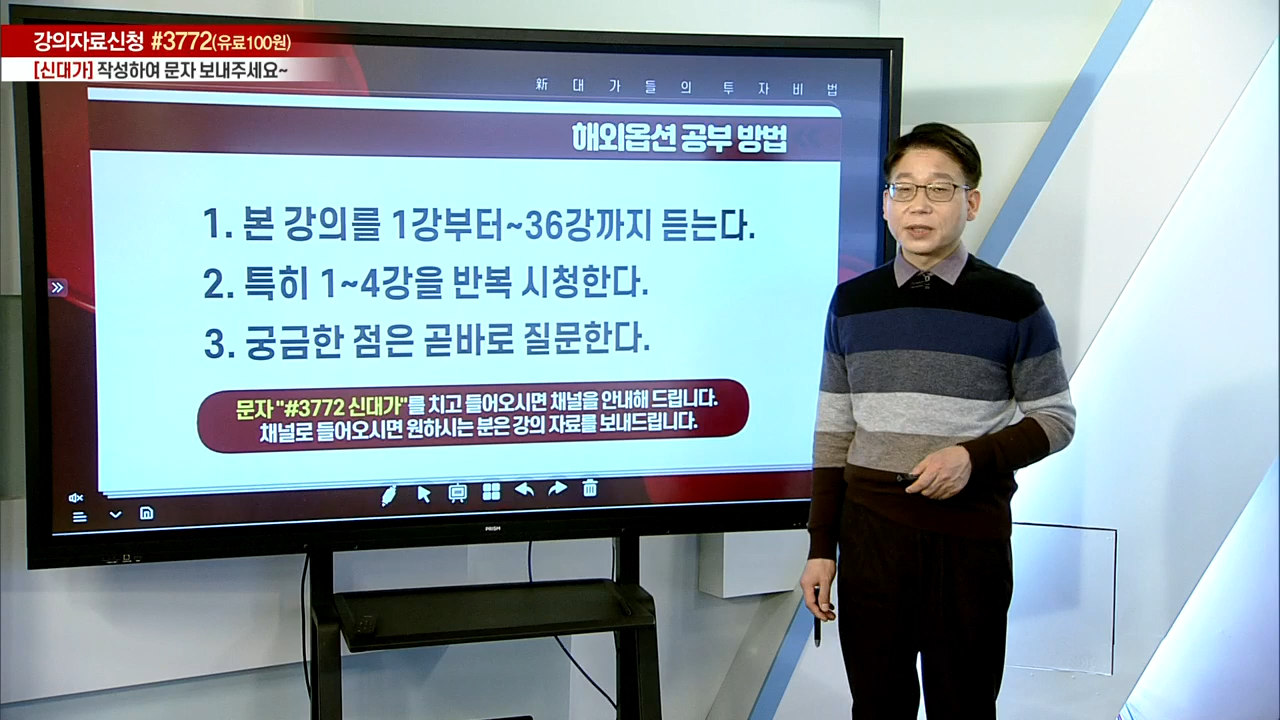 강의자료신청 #3772(유료100원)
[신대가] 작성하여 문자 보내주세요~
新 대 가 들 의 투 자 비 법
해외옵션 공부 방법
1. 본 강의를 1강부터~36강까지 듣는다.
2. 특히 1~4강을 반복 시청한다.
3. 궁금한 점은 곧바로 질문한다.
문자 "#3772 신대가"를 치고 들어오시면 채널을 안내해 드립니다.
채널로 들어오시면 원하시는 분은 강의 자료를 보내드립니다.
PRISM